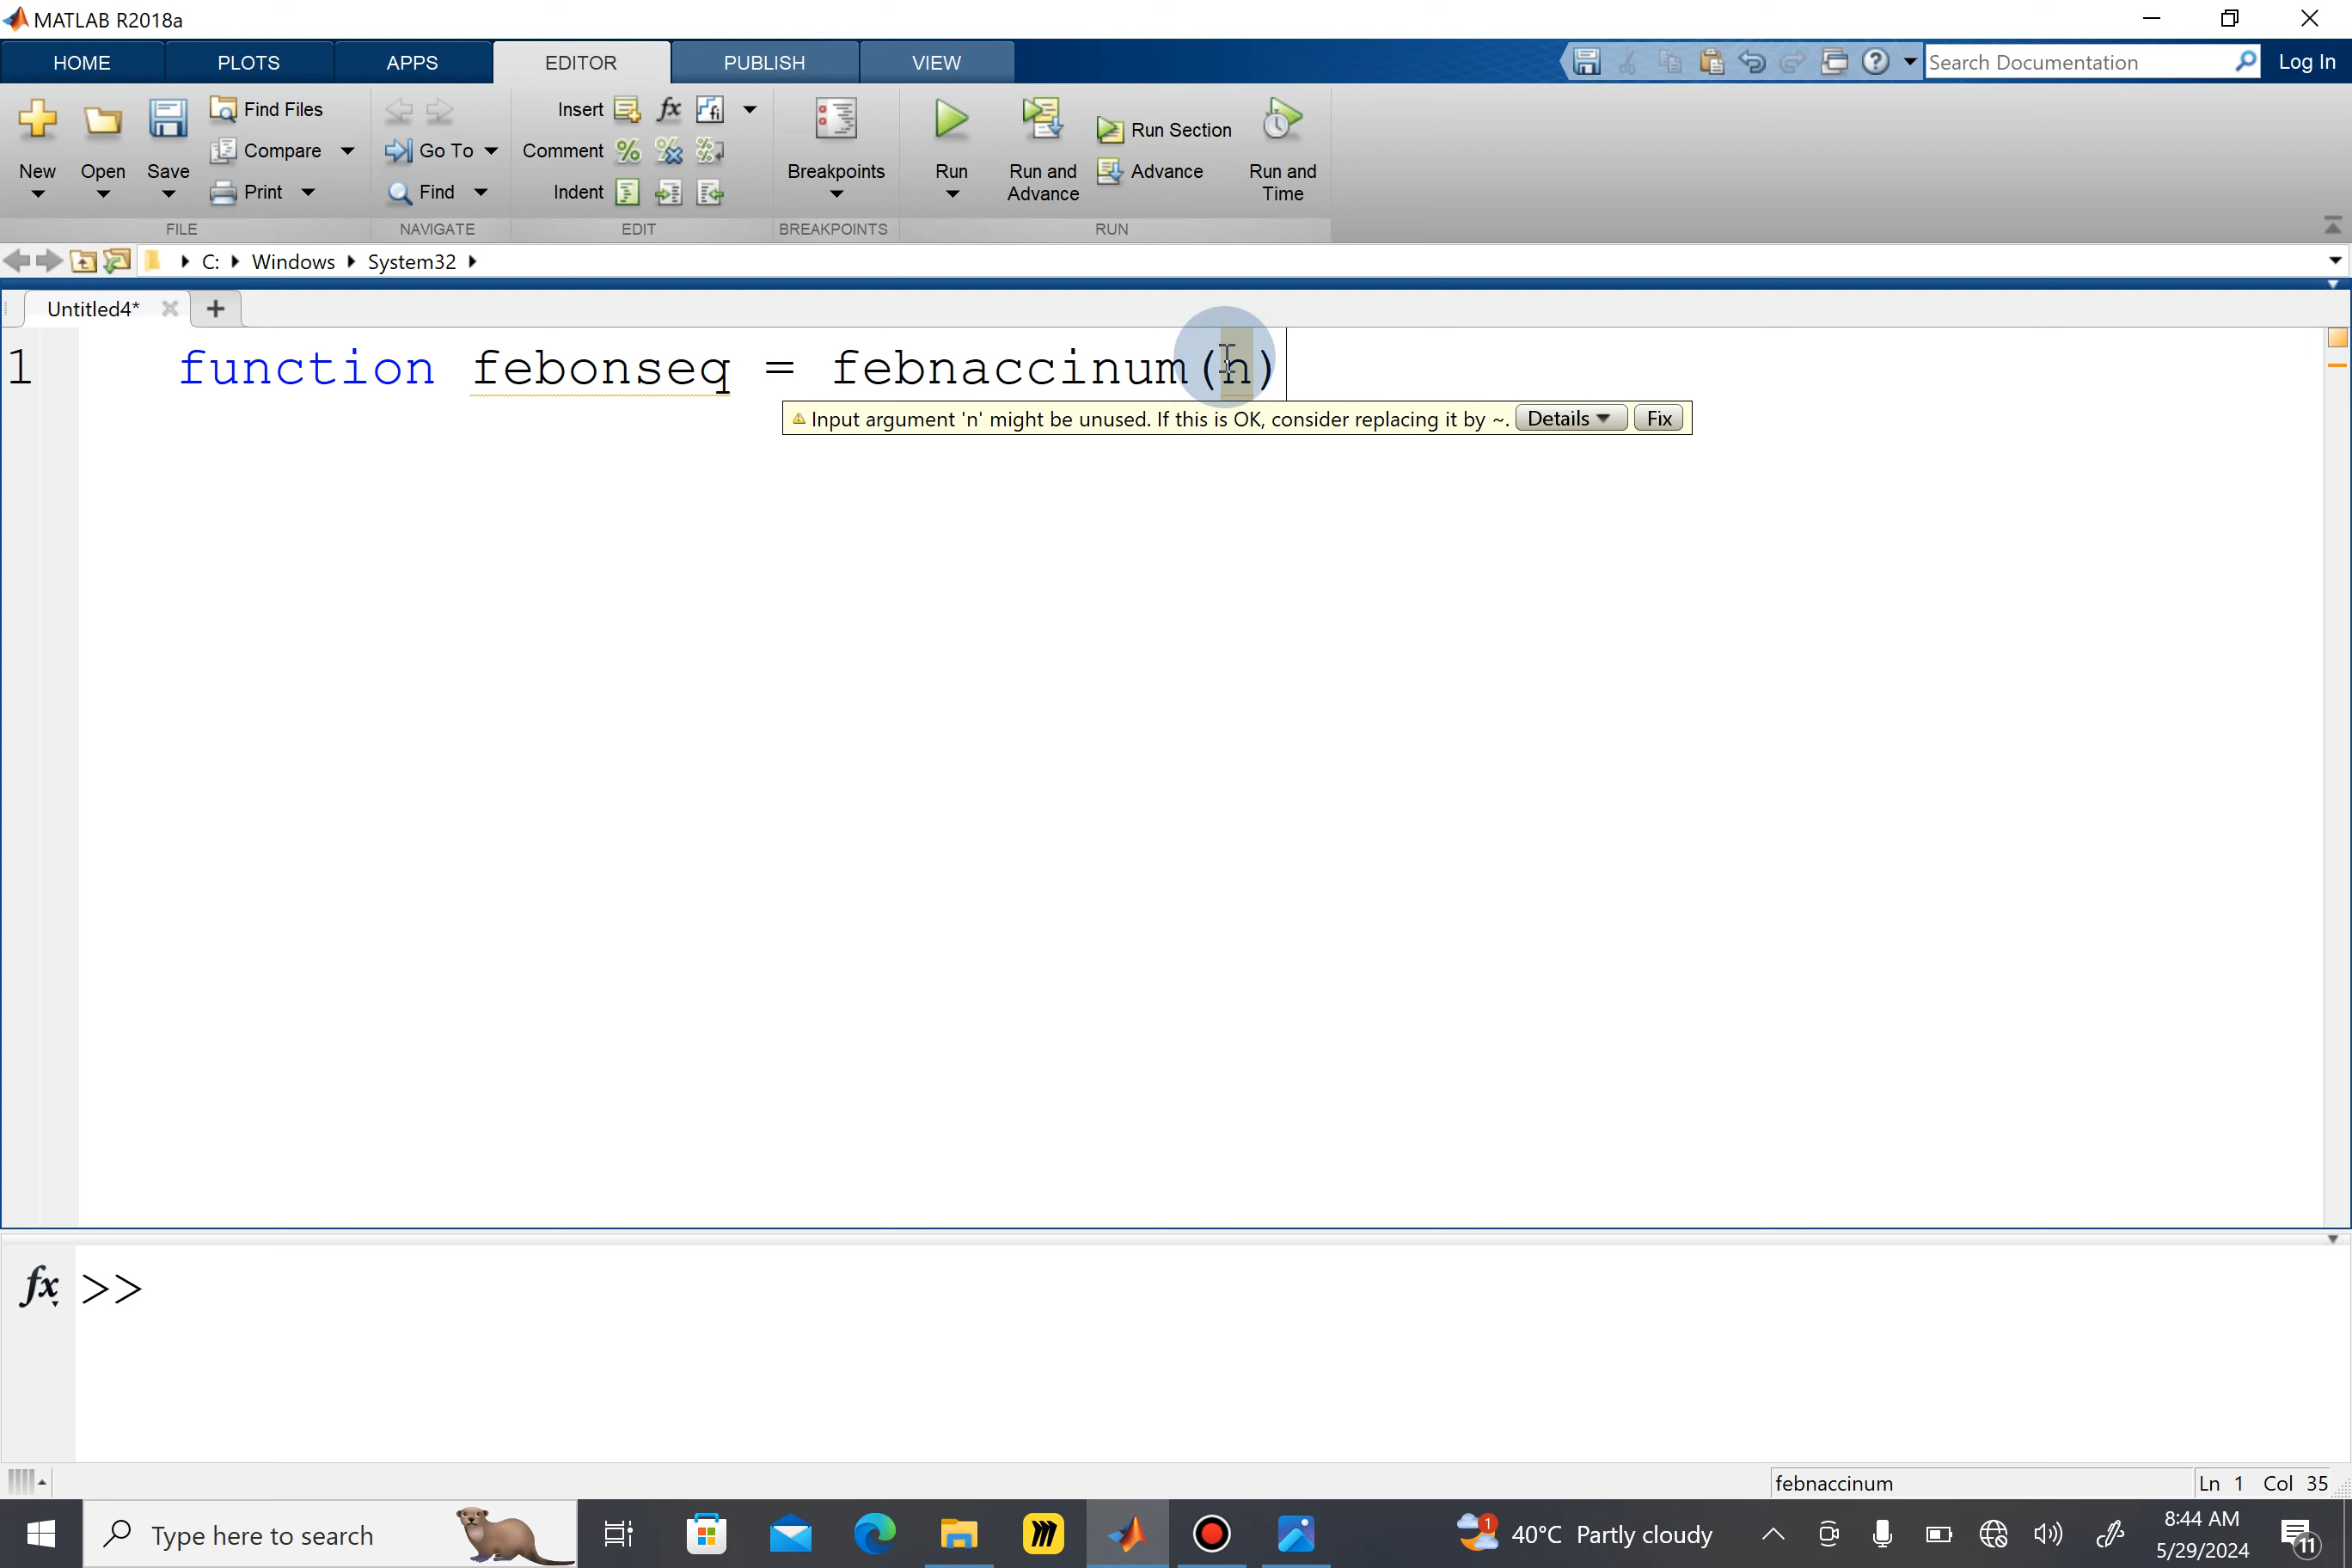 MATLAB R2018a
HOME PLOTS APPS EDITOR PUBLISH VIEW Search Documentation Log In
Find Files Insert fx fi
Compare Go To Comment % % % Run Section
New Open Save Breakpoints Run Run and Advance Advance Run and Time
Print Find Indent
FILE NAVIGATE EDIT BREAKPOINTS RUN
C: Windows System32
Untitled4* +
1 function febonseq = febnaccinum(n)
Input argument 'n' might be unused. If this is OK, consider replacing it by ~. Details Fix
fx >>
febnaccinum Ln 1 Col 35
Type here to search 1 40°C Partly cloudy 8:44 AM
5/29/2024 11